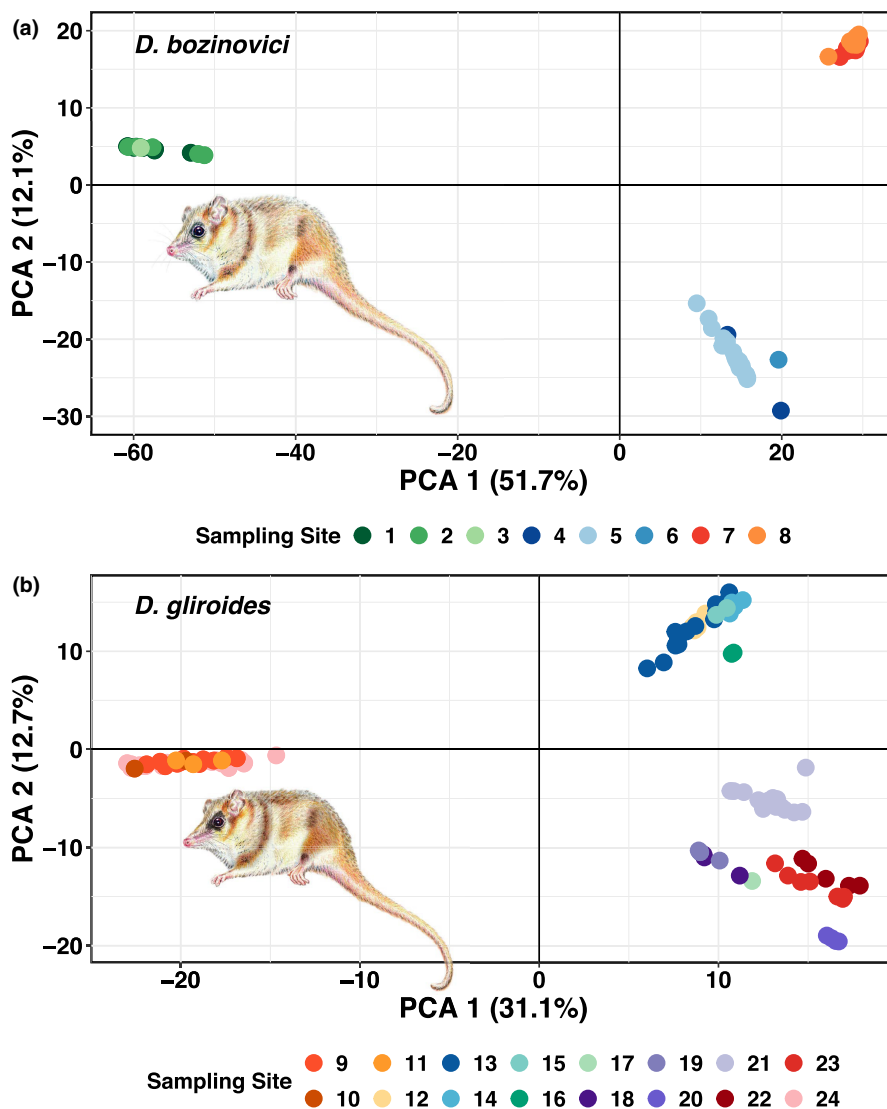 (a)
D. bozinovici
20
10
0
−10
−20
−30
PCA 2 (12.1%)
−60 −40 −20 0 20
PCA 1 (51.7%)
Sampling Site 1 2 3 4 5 6 7 8
(b)
D. gliroides
10
0
−10
−20
PCA 2 (12.7%)
−20 −10 0 10
PCA 1 (31.1%)
Sampling Site
9 11 13 15 17 19 21 23
10 12 14 16 18 20 22 24